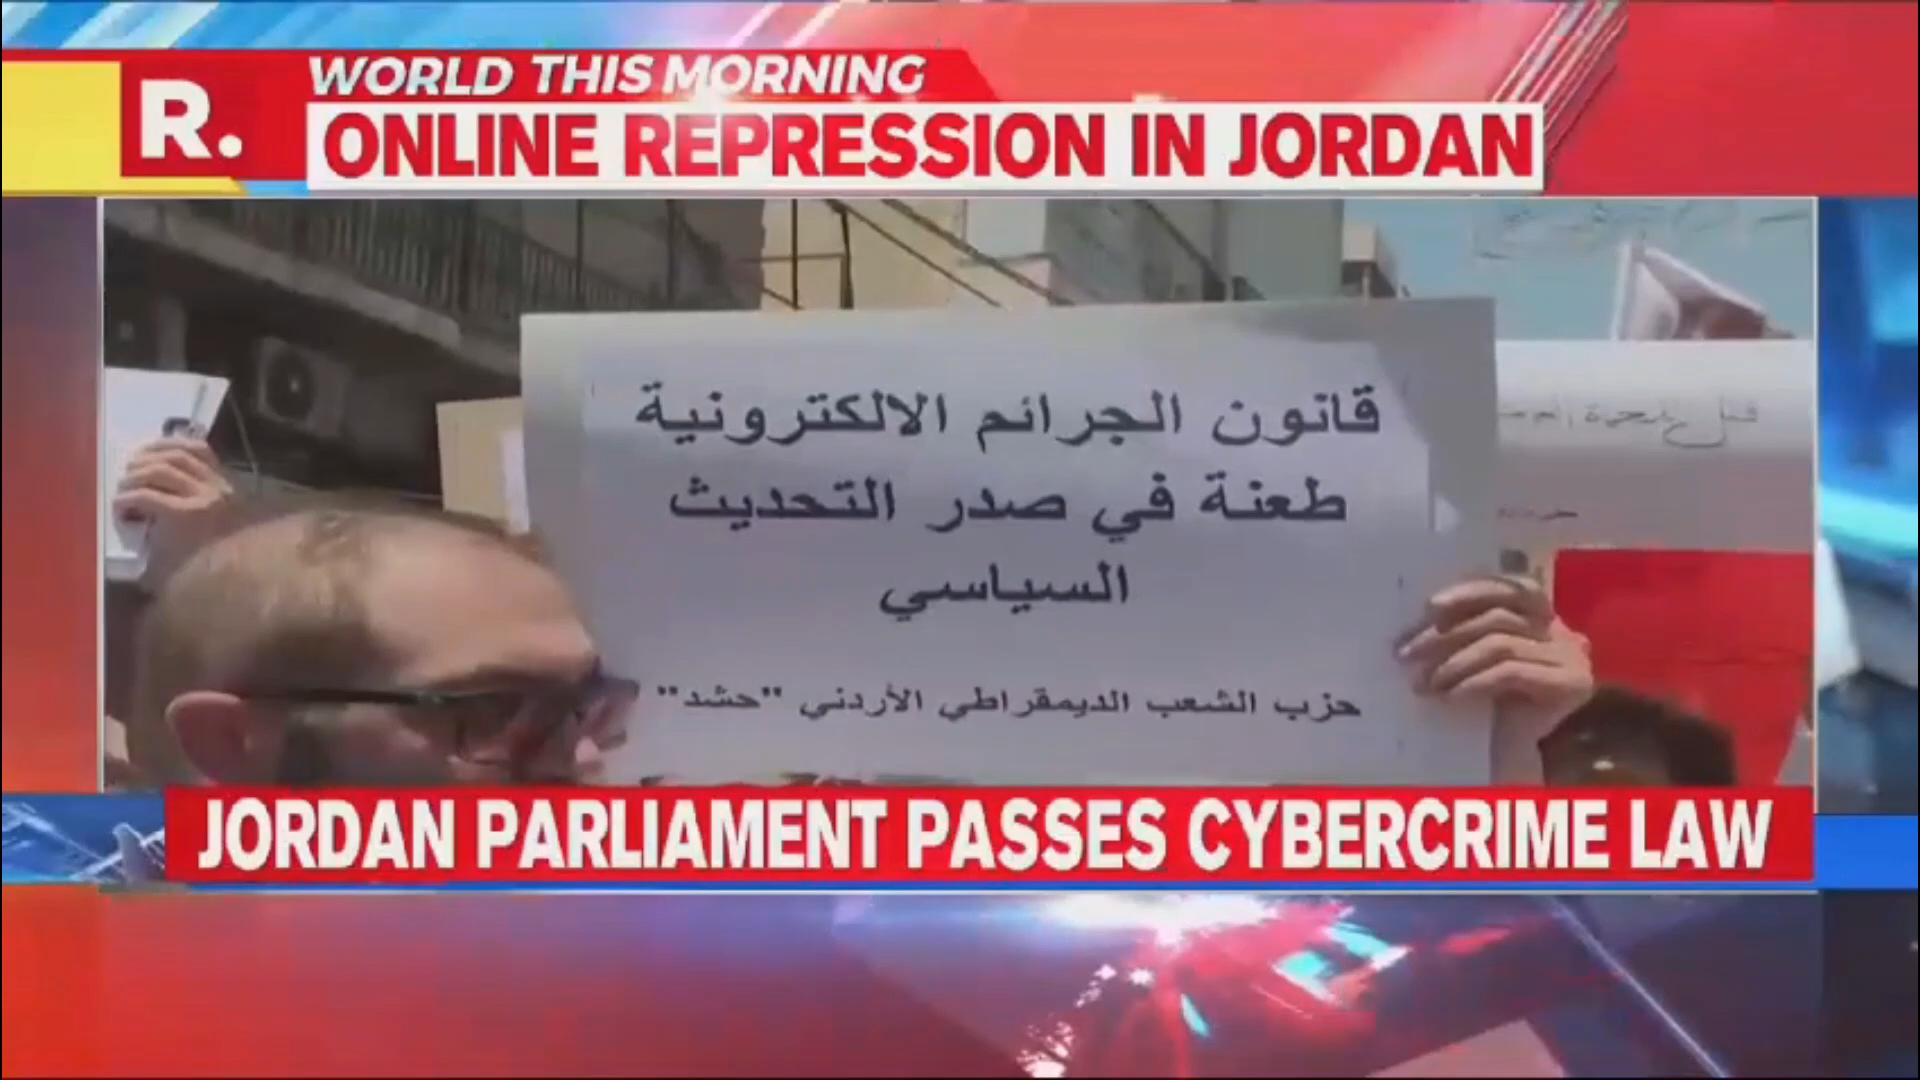 WORLD THIS MORNING
R.
ONLINE REPRESSION IN JORDAN
قانون الجرائم الالكترونية
طعنة في صدر التحديث
السياسي
حزب الشعب الديمقراطي الأردني "حشد"
JORDAN PARLIAMENT PASSES CYBERCRIME LAW